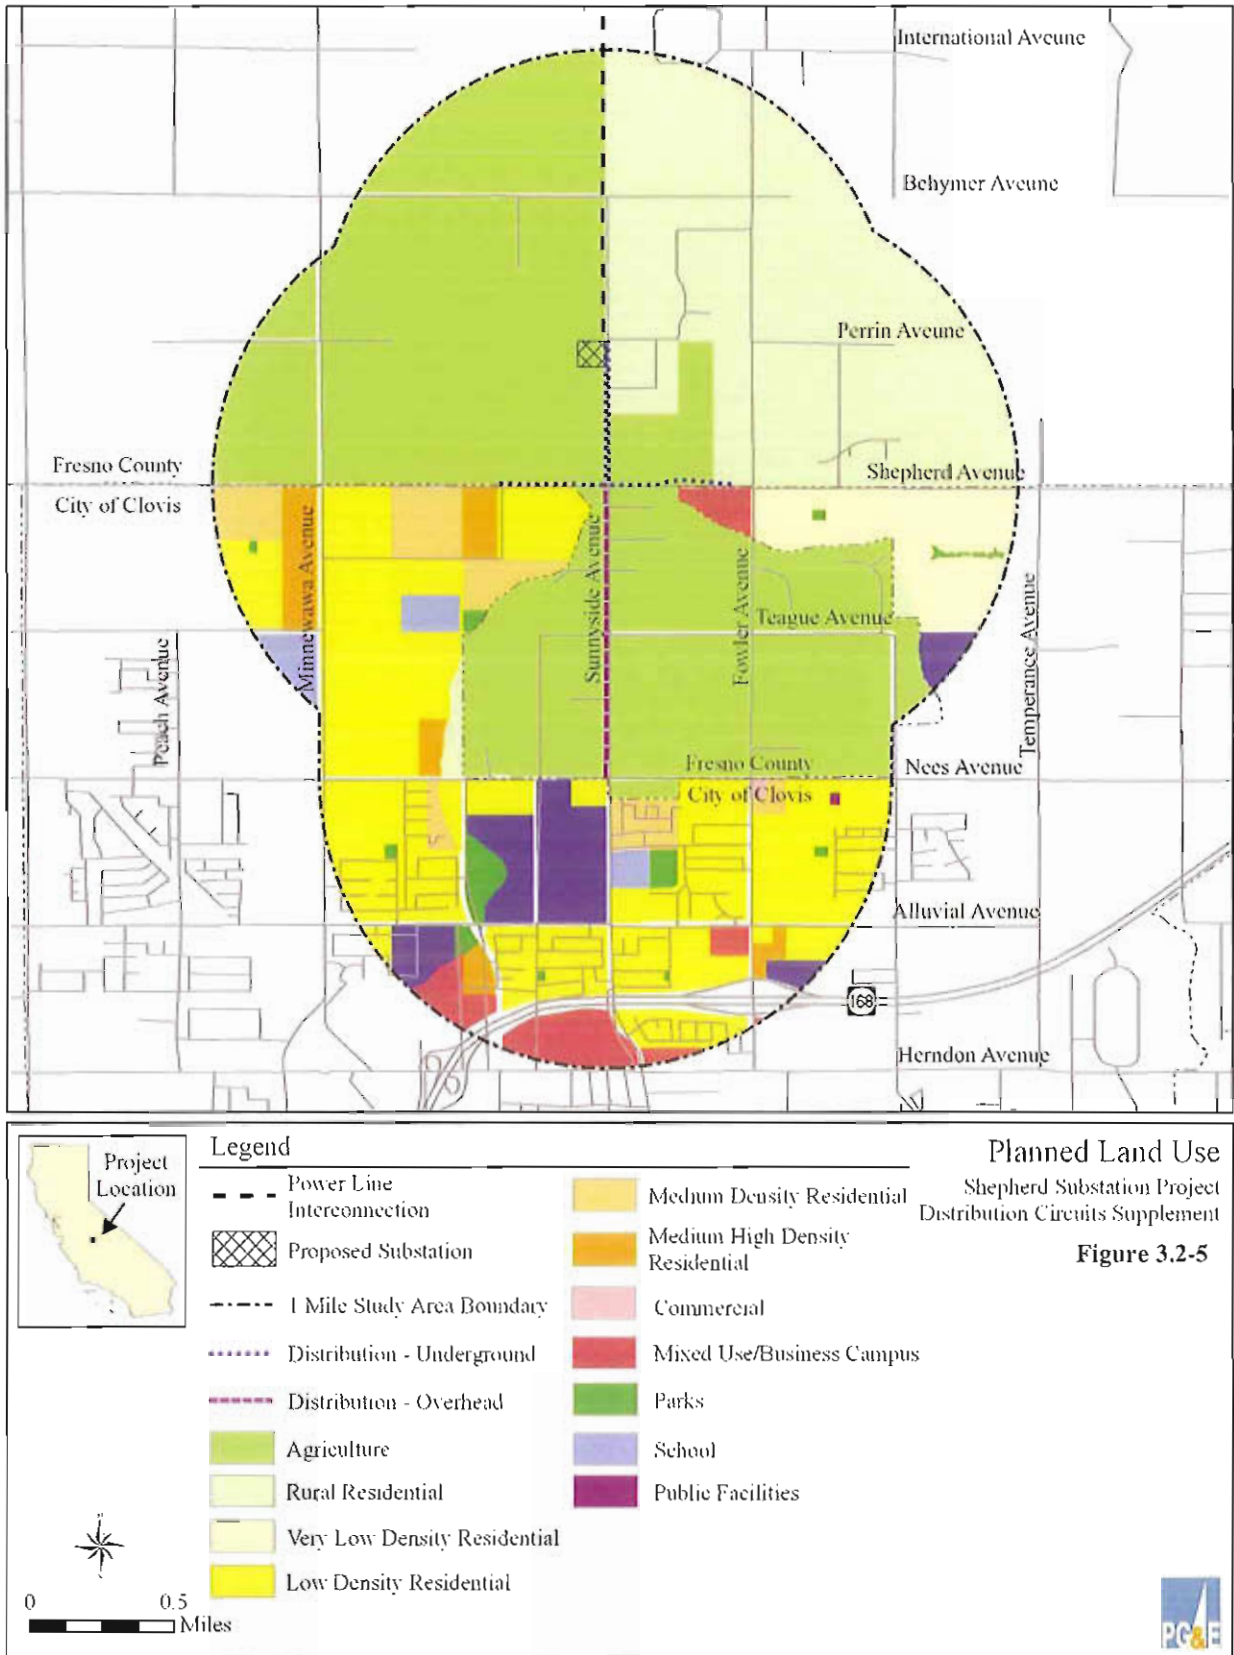 International Aveune
Behymer Aveune
Perrin Aveune
Fresno County
Shepherd Avenue
City of Clovis
Minnewawa Avenue
Sunnyside Avenue
Fowler Avenue
Teague Avenue
Temperance Avenue
Peach Avenue
Fresno County
Nees Avenue
City of Clovis
Alluvial Avenue
168
Herndon Avenue
Project
Location
Legend
Power Line
Interconnection
Proposed Substation
1 Mile Study Area Boundary
Distribution - Underground
Distribution - Overhead
Agriculture
Rural Residential
Very Low Density Residential
Low Density Residential
Medium Density Residential
Medium High Density
Residential
Commercial
Mixed Use/Business Campus
Parks
School
Public Facilities
Planned Land Use
Shepherd Substation Project
Distribution Circuits Supplement
Figure 3.2-5
0 0.5
Miles
PG&E